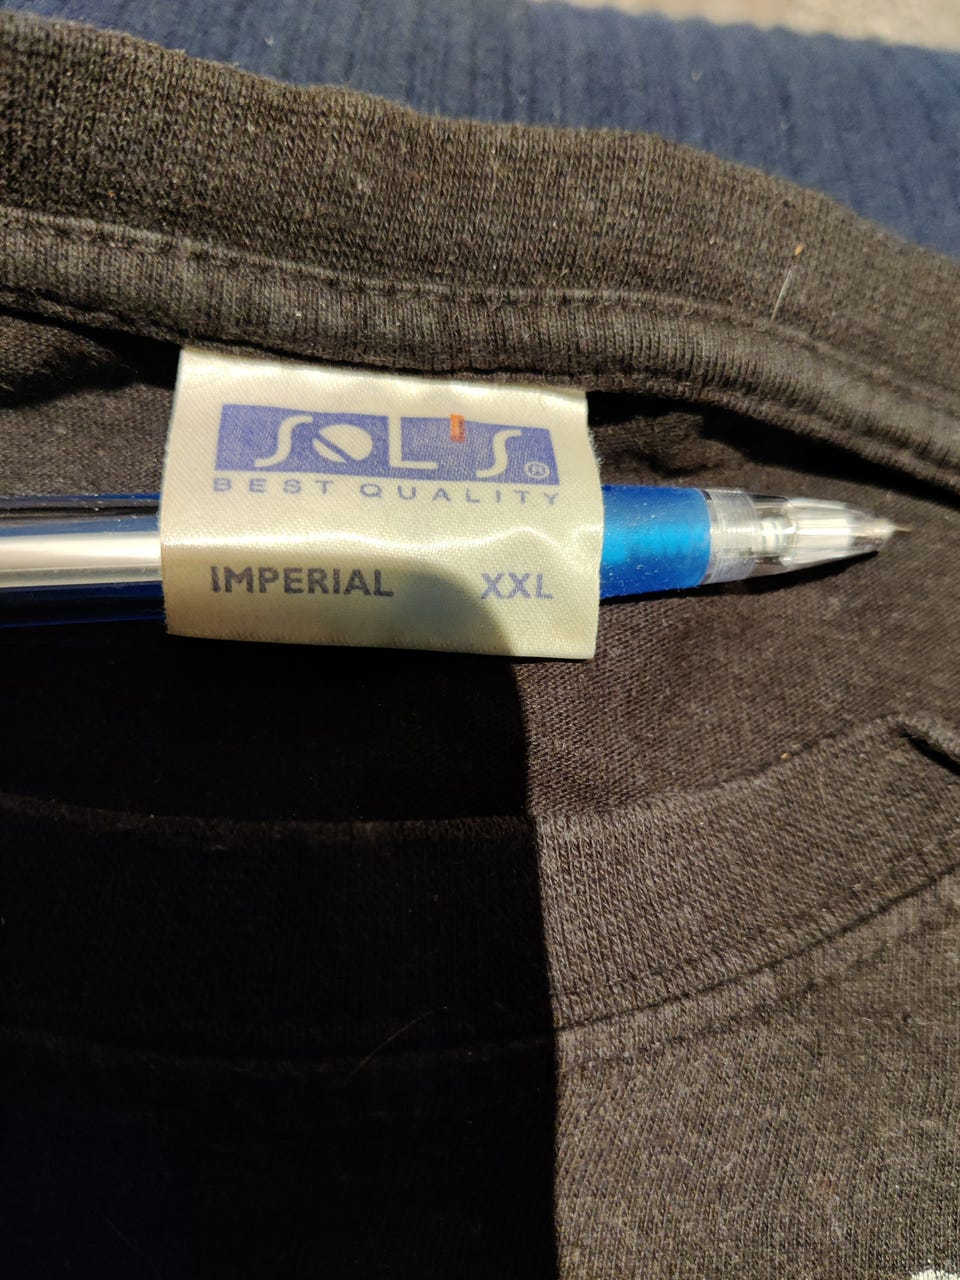 SOL'S ®
BEST QUALITY
IMPERIAL XXL